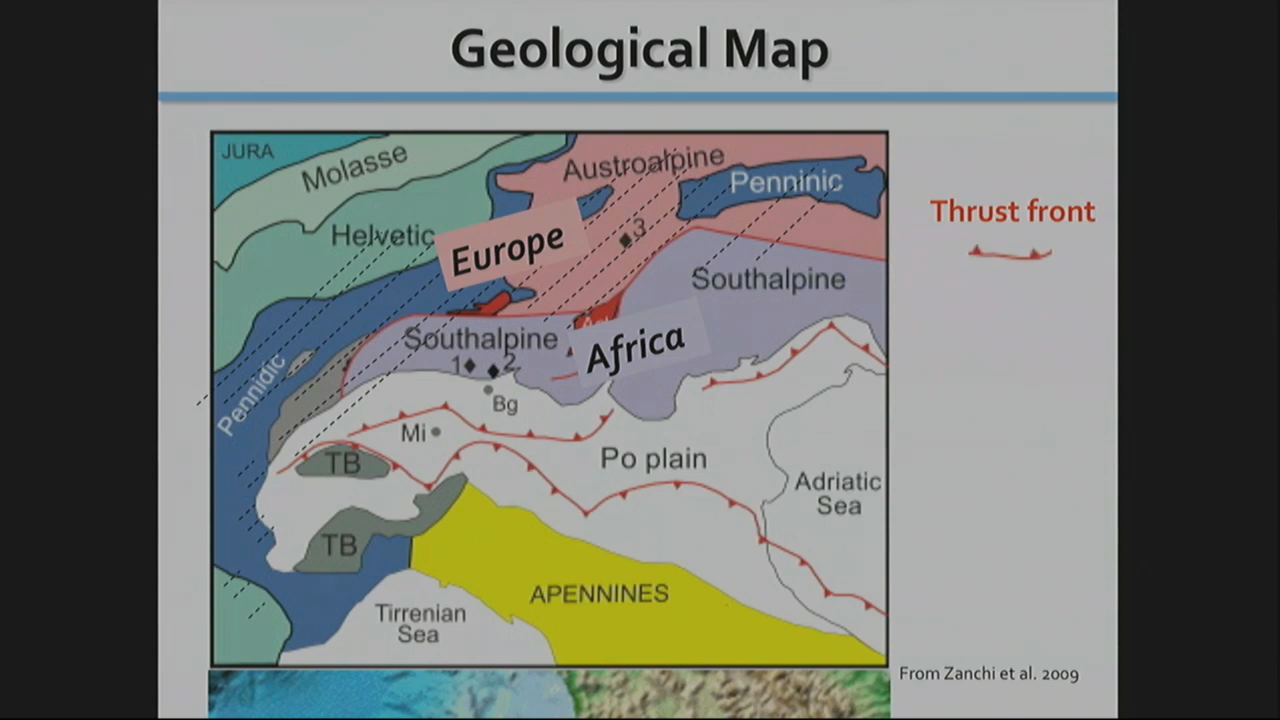 Geological Map
JURA
Molasse
Austroalpine
Penninic
Helvetic
Thrust front
Europe
3
Southalpine
Southalpine
Africa
1
2
Pennidic
Bg
Mi
TB
Po plain
Adriatic
Sea
TB
APENNINES
Tirrenian
Sea
From Zanchi et al. 2009